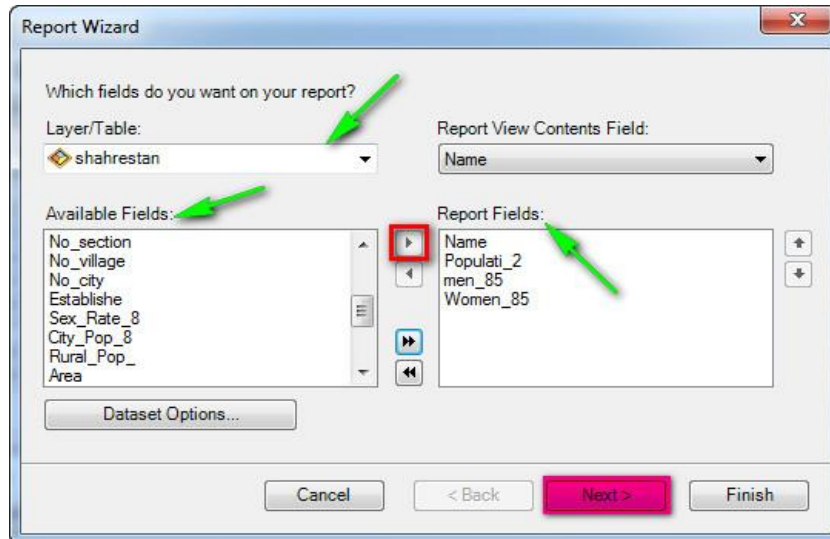 Report Wizard
Which fields do you want on your report?
Layer/Table:
shahrestan
Report View Contents Field:
Name
Available Fields:
No_section
No_village
No_city
Establishe
Sex_Rate_8
City_Pop_8
Rural_Pop_
Area
Report Fields:
Name
Populati_2
men_85
Women_85
Dataset Options...
Cancel
< Back
Next >
Finish